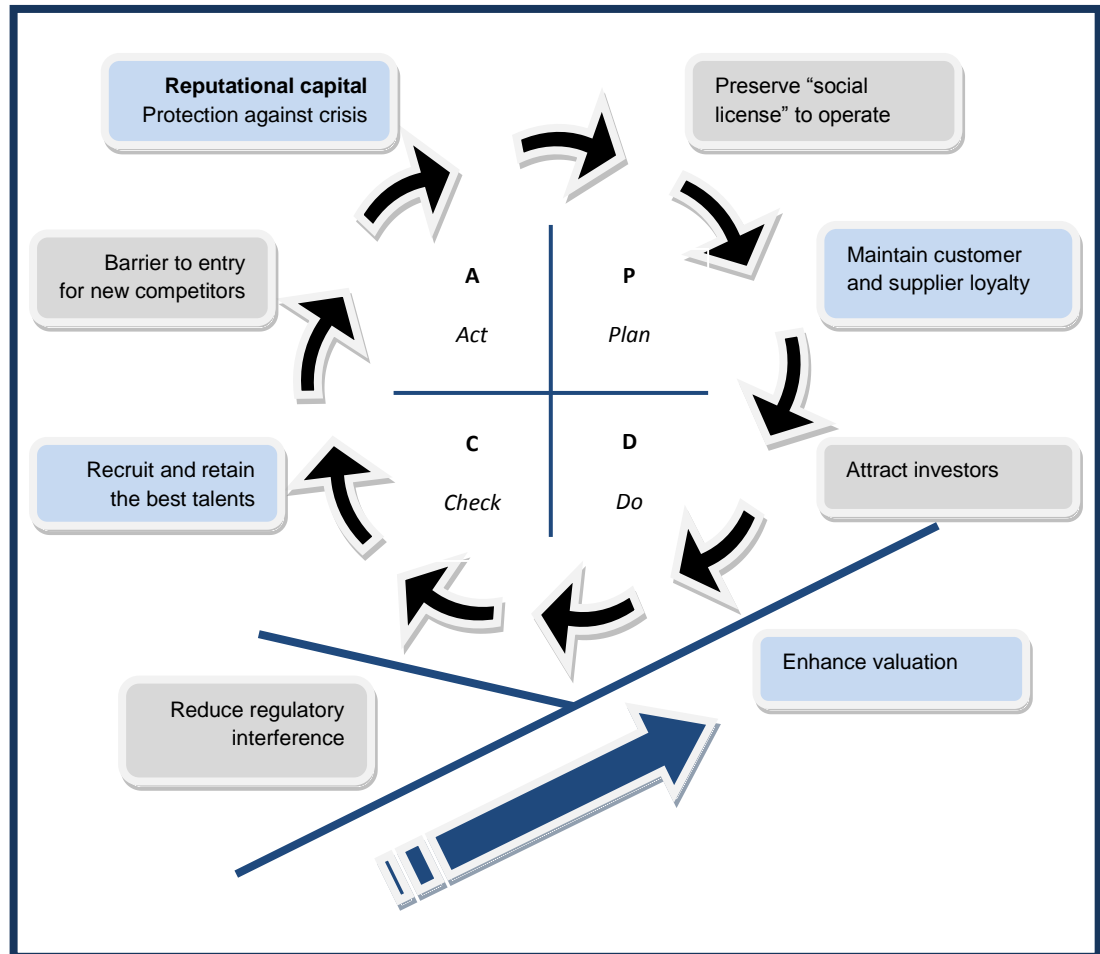 Reputational capital
Protection against crisis
Preserve “social
license” to operate
Barrier to entry
for new competitors
Maintain customer
and supplier loyalty
A
Act
P
Plan
C
Check
D
Do
Recruit and retain
the best talents
Attract investors
Enhance valuation
Reduce regulatory
interference